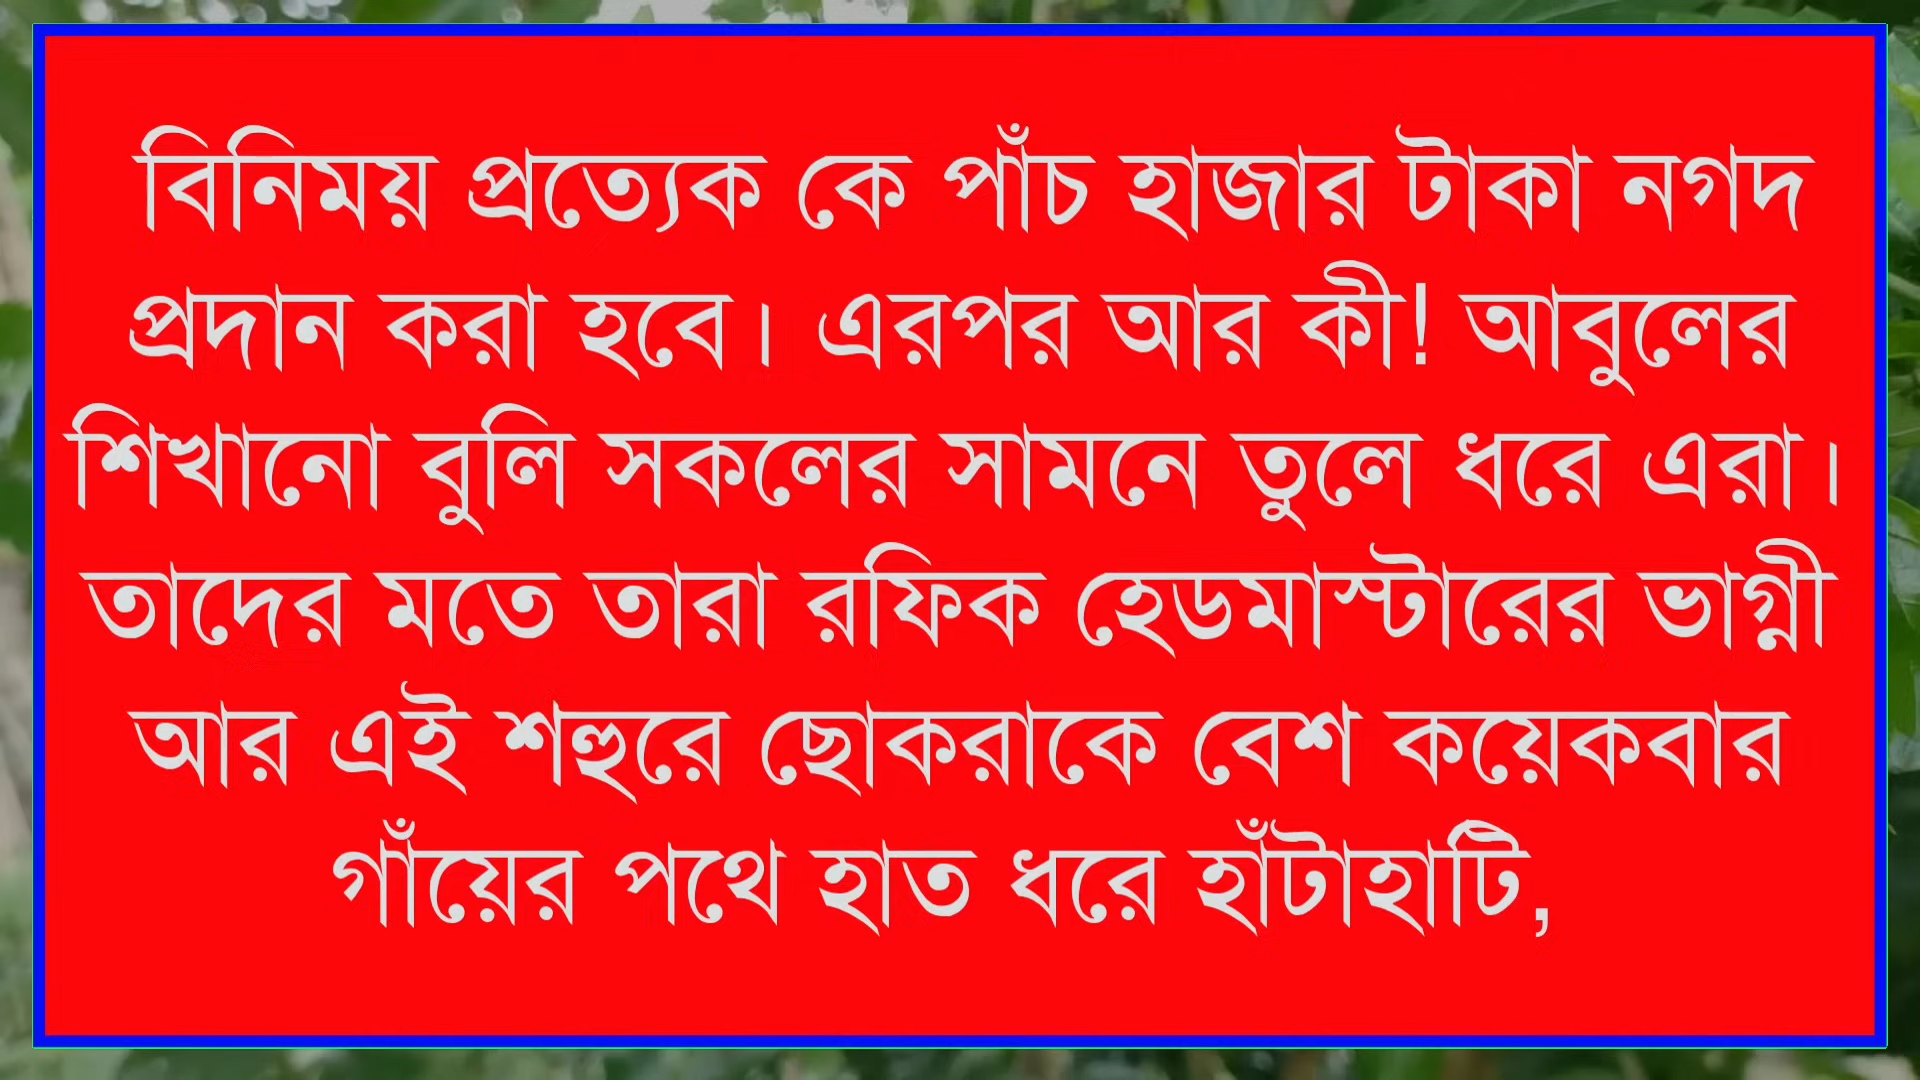 বিনিময় প্রত্যেক কে পাঁচ হাজার টাকা নগদ
প্রদান করা হবে। এরপর আর কী! আবুলের
শিখানো বুলি সকলের সামনে তুলে ধরে এরা।
তাদের মতে তারা রফিক হেডমাস্টারের ভাগ্নী
আর এই শহুরে ছোকরাকে বেশ কয়েকবার
গাঁয়ের পথে হাত ধরে হাঁটাহাটি,